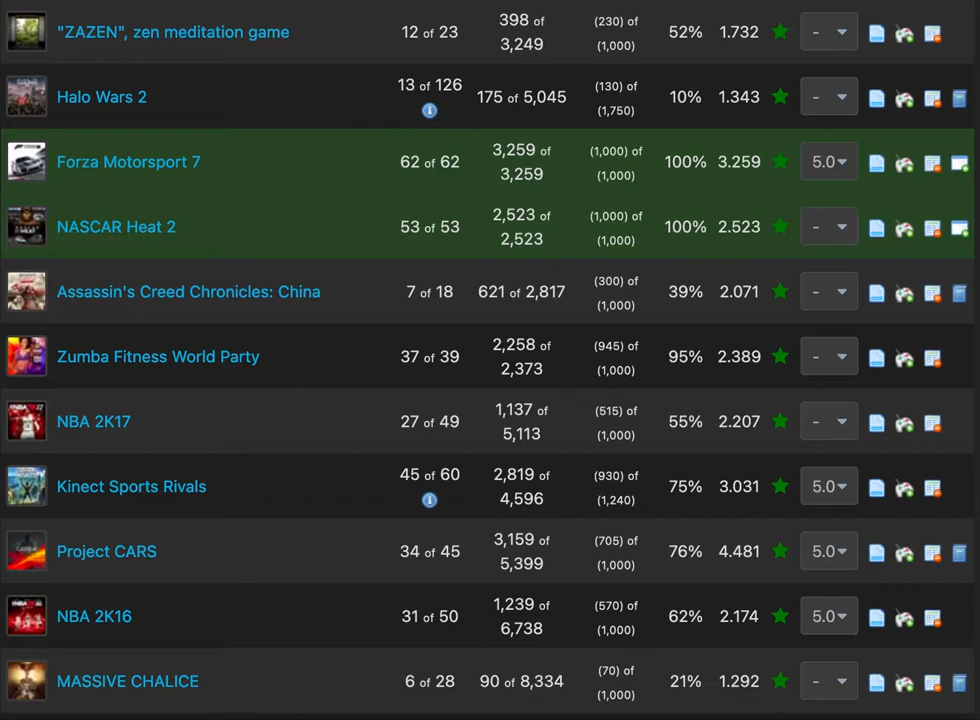 "ZAZEN", zen meditation game 12 of 23 398 of 3,249 (230) of (1,000) 52% 1.732 -
Halo Wars 2 13 of 126 175 of 5,045 (130) of (1,750) 10% 1.343 -
Forza Motorsport 7 62 of 62 3,259 of 3,259 (1,000) of (1,000) 100% 3.259 5.0
NASCAR Heat 2 53 of 53 2,523 of 2,523 (1,000) of (1,000) 100% 2.523 -
Assassin's Creed Chronicles: China 7 of 18 621 of 2,817 (300) of (1,000) 39% 2.071 -
Zumba Fitness World Party 37 of 39 2,258 of 2,373 (945) of (1,000) 95% 2.389 -
NBA 2K17 27 of 49 1,137 of 5,113 (515) of (1,000) 55% 2.207 -
Kinect Sports Rivals 45 of 60 2,819 of 4,596 (930) of (1,240) 75% 3.031 5.0
Project CARS 34 of 45 3,159 of 5,399 (705) of (1,000) 76% 4.481 5.0
NBA 2K16 31 of 50 1,239 of 6,738 (570) of (1,000) 62% 2.174 5.0
MASSIVE CHALICE 6 of 28 90 of 8,334 (70) of (1,000) 21% 1.292 -